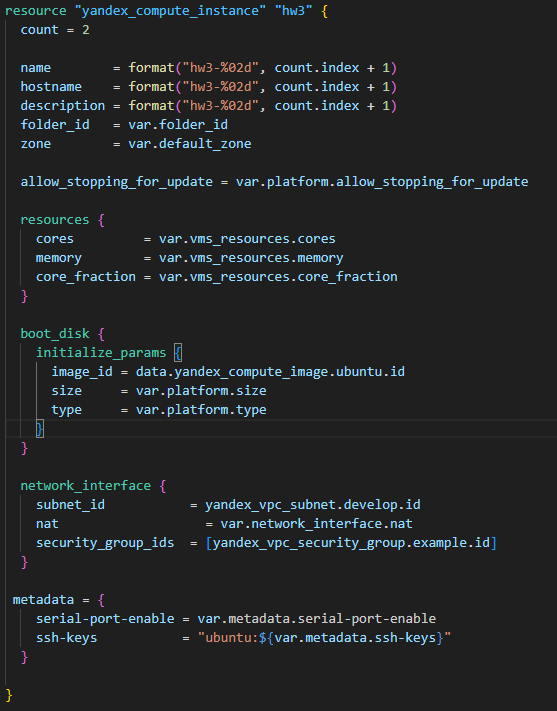 resource "yandex_compute_instance" "hw3" {
  count = 2

  name        = format("hw3-%02d", count.index + 1)
  hostname    = format("hw3-%02d", count.index + 1)
  description = format("hw3-%02d", count.index + 1)
  folder_id   = var.folder_id
  zone        = var.default_zone

  allow_stopping_for_update = var.platform.allow_stopping_for_update

  resources {
    cores         = var.vms_resources.cores
    memory        = var.vms_resources.memory
    core_fraction = var.vms_resources.core_fraction
  }

  boot_disk {
    initialize_params {
      image_id = data.yandex_compute_image.ubuntu.id
      size     = var.platform.size
      type     = var.platform.type
    }
  }

  network_interface {
    subnet_id           = yandex_vpc_subnet.develop.id
    nat                   = var.network_interface.nat
    security_group_ids  = [yandex_vpc_security_group.example.id]
  }

 metadata = {
    serial-port-enable = var.metadata.serial-port-enable
    ssh-keys           = "ubuntu:${var.metadata.ssh-keys}"
  }

}